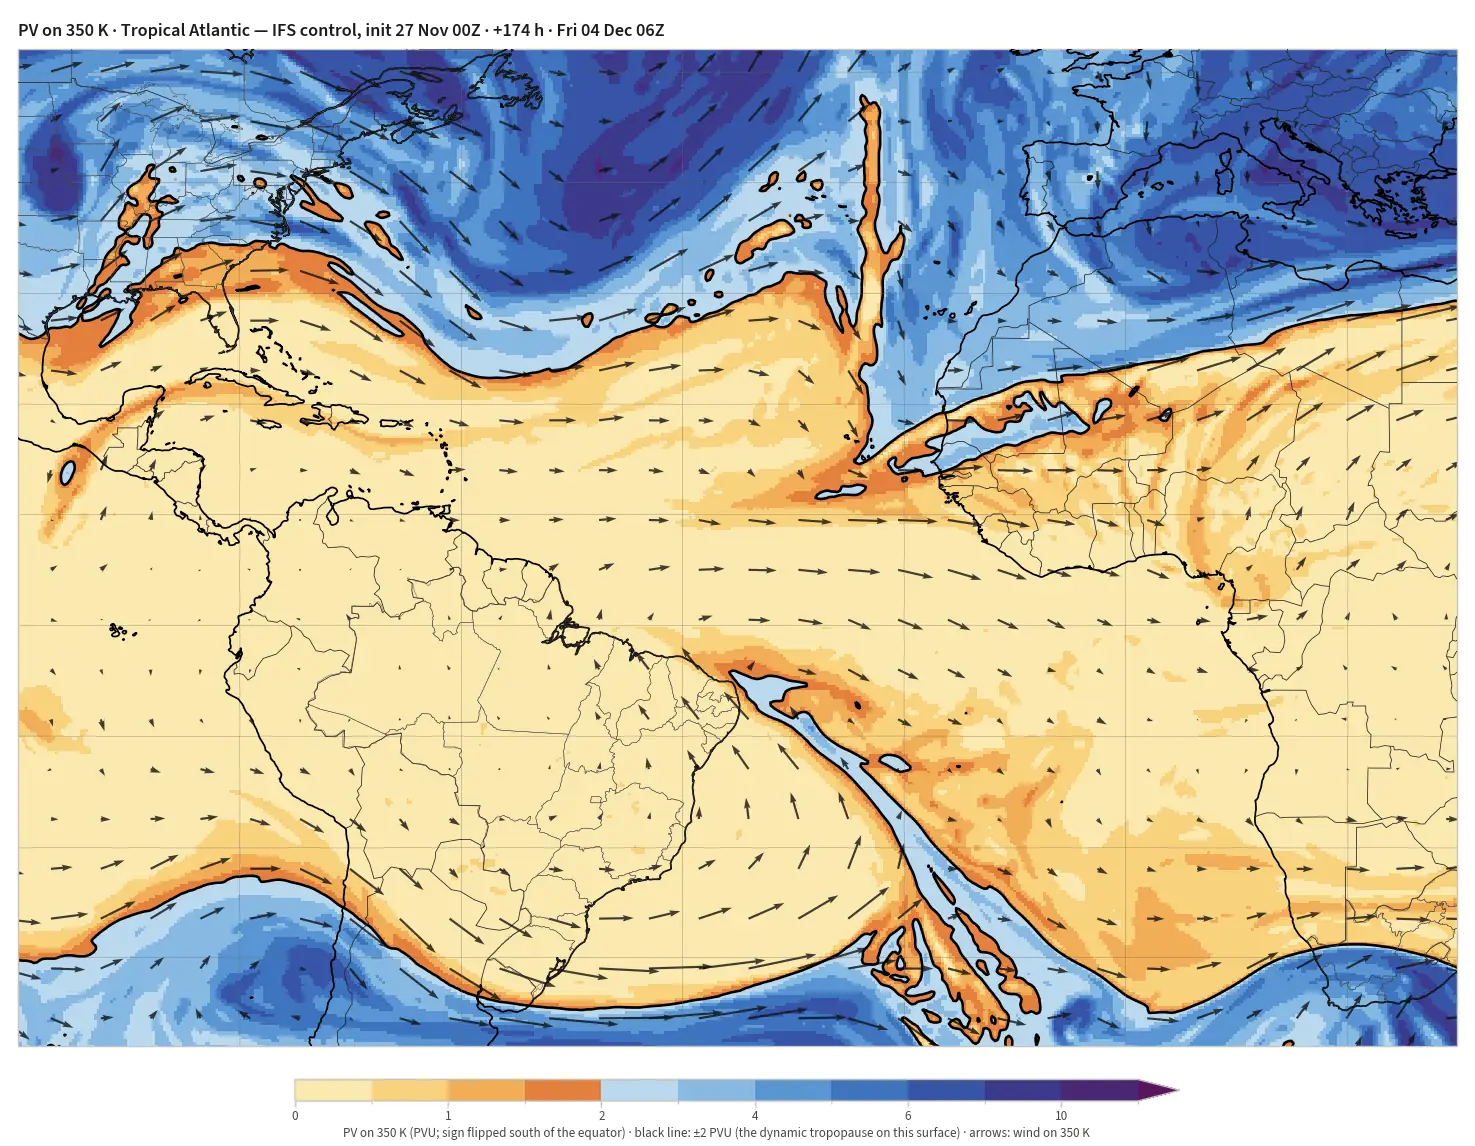 PV on 350 K · Tropical Atlantic — IFS control, init 27 Nov 00Z · +174 h · Fri 04 Dec 06Z
0 1 2 4 6 10
PV on 350 K (PVU; sign flipped south of the equator) · black line: ±2 PVU (the dynamic tropopause on this surface) · arrows: wind on 350 K